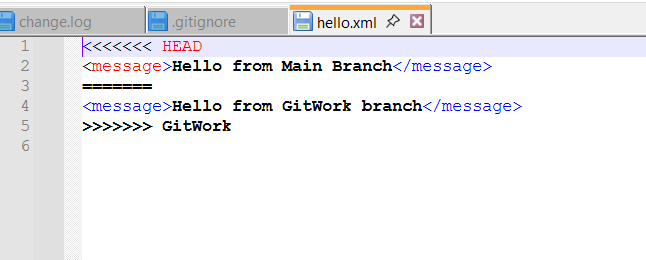 change.log .gitignore hello.xml
1 <<<<<<< HEAD
2 <message>Hello from Main Branch</message>
3 =======
4 <message>Hello from GitWork branch</message>
5 >>>>>>> GitWork
6